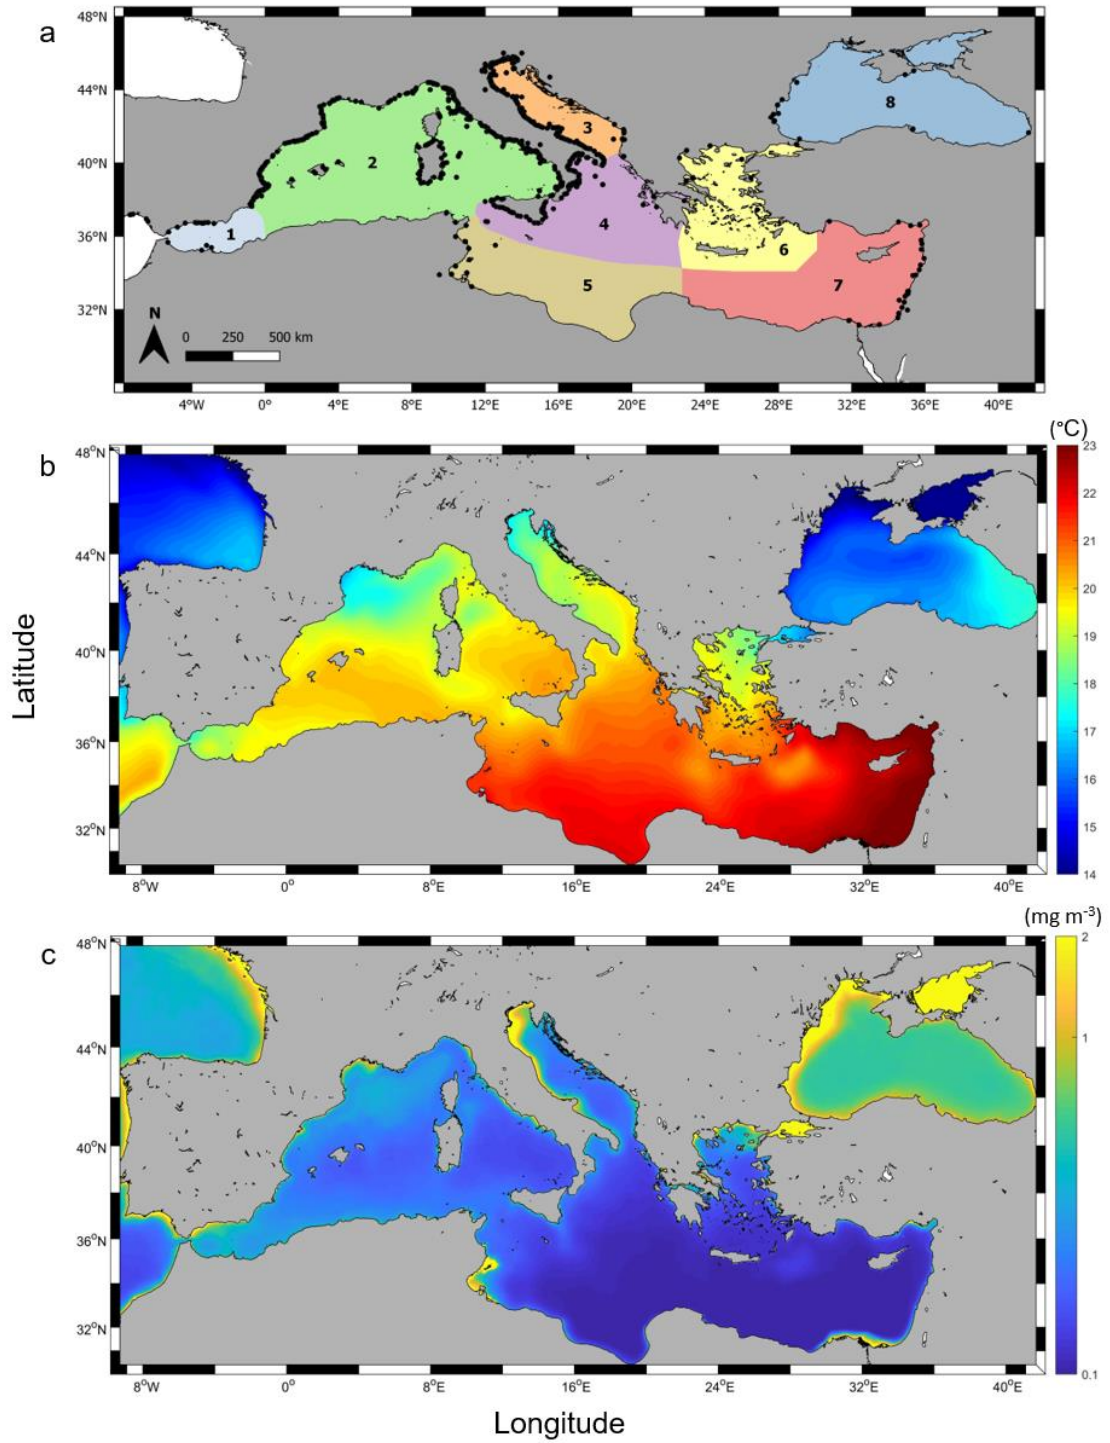 a
48°N
44°N
40°N
36°N
32°N
1
2
3
4
5
6
7
8
N
0 250 500 km
4°W 0° 4°E 8°E 12°E 16°E 20°E 24°E 28°E 32°E 36°E 40°E
b
48°N
44°N
40°N
36°N
32°N
8°W 0° 8°E 16°E 24°E 32°E 40°E
(°C)
23
22
21
20
19
18
17
16
15
14
Latitude
c
48°N
44°N
40°N
36°N
32°N
8°W 0° 8°E 16°E 24°E 32°E 40°E
(mg m⁻³)
2
1
0.1
Longitude